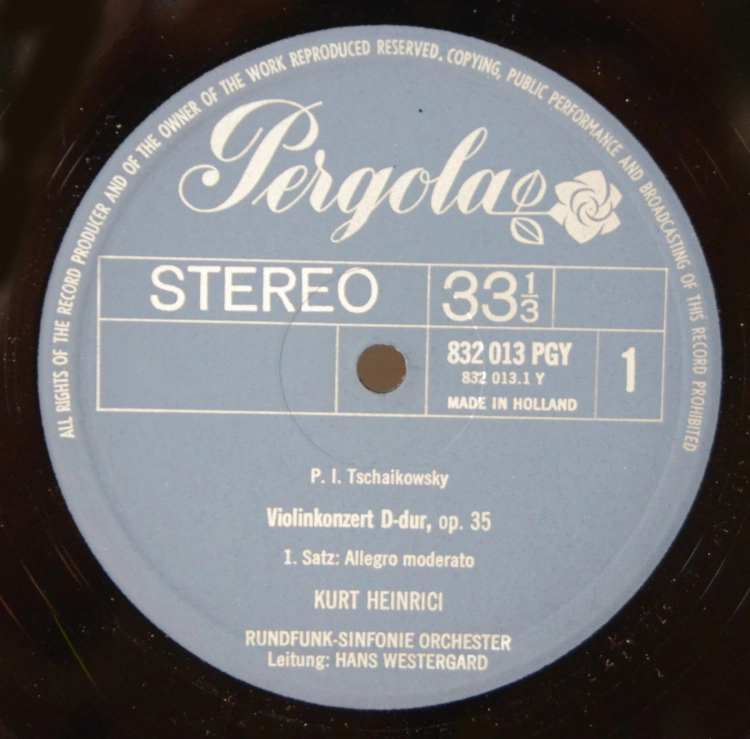 ALL RIGHTS OF THE RECORD PRODUCER AND OF THE OWNER OF THE WORK REPRODUCED RESERVED. COPYING, PUBLIC PERFORMANCE AND BROADCASTING OF THIS RECORD PROHIBITED
Pergola
STEREO 33 1/3
832 013 PGY 1
832 013.1 Y
MADE IN HOLLAND
P. I. Tschaikowsky
Violinkonzert D-dur, op. 35
1. Satz: Allegro moderato
KURT HEINRICI
RUNDFUNK-SINFONIE ORCHESTER
Leitung: HANS WESTERGARD